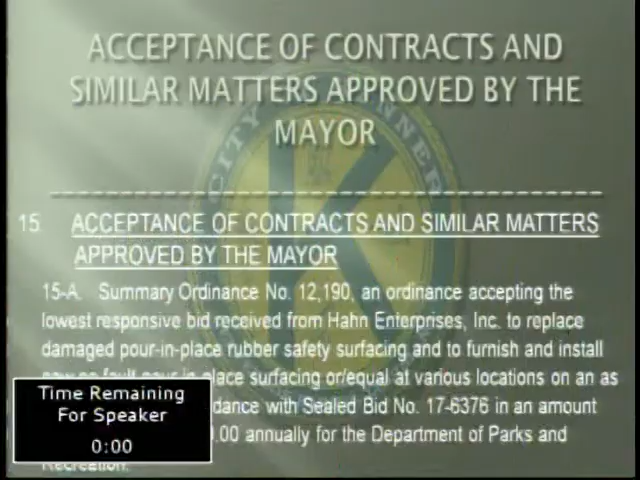 ACCEPTANCE OF CONTRACTS AND
SIMILAR MATTERS APPROVED BY THE
MAYOR
15 ACCEPTANCE OF CONTRACTS AND SIMILAR MATTERS
APPROVED BY THE MAYOR
15-A. Summary Ordinance No. 12,190, an ordinance accepting the
lowest responsive bid received from Hahn Enterprises, Inc. to replace
damaged pour-in-place rubber safety surfacing and to furnish and install
place surfacing or/equal at various locations on an as
dance with Sealed Bid No. 17-6376 in an amount
.00 annually for the Department of Parks and
Recreation.
Time Remaining
For Speaker
0:00
CITY
KENNER